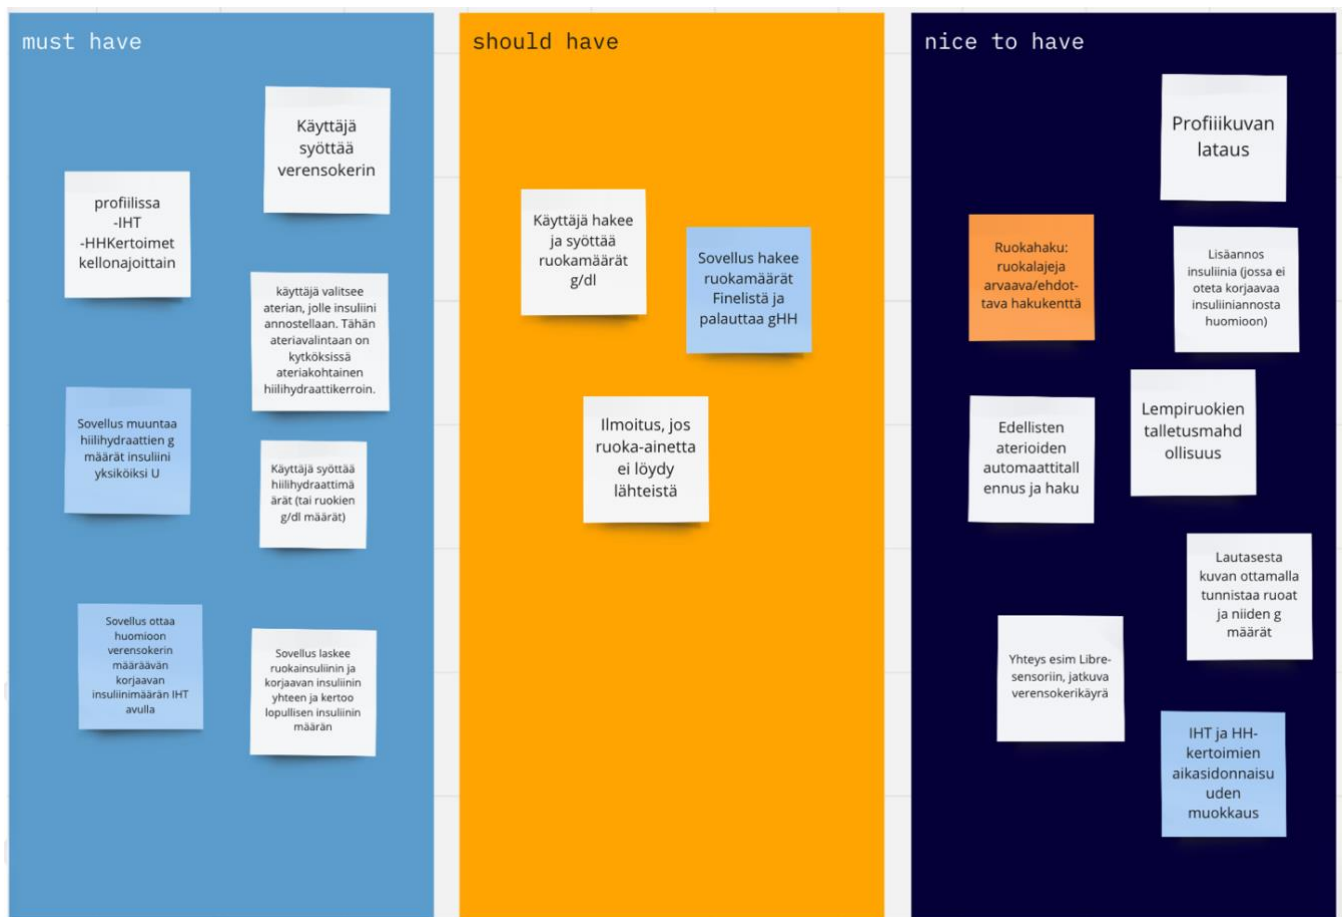 must have
Käyttäjä
syöttää
verensokerin
profiilissa
-IHT
-HHKertoimet
kellonajoittain
käyttäjä valitsee
aterian, jolle insuliini
annostellaan. Tähän
ateriavalintaan on
kytköksissä
ateriakohtainen
hiilihydraattikerroin.
Sovellus muuntaa
hiilihydraattien g
määrät insuliini
yksiköiksi U
Käyttäjä syöttää
hiilihydraattimä
ärät (tai ruokien
g/dl määrät)
Sovellus ottaa
huomioon
verensokerin
määräävän
korjaavan
insuliinimäärän IHT
avulla
Sovellus laskee
ruokainsuliinin ja
korjaavan insuliinin
yhteen ja kertoo
lopullisen insuliinin
määrän
should have
Käyttäjä hakee
ja syöttää
ruokamäärät
g/dl
Sovellus hakee
ruokamäärät
Finelistä ja
palauttaa gHH
Ilmoitus, jos
ruoka-ainetta
ei löydy
lähteistä
nice to have
Profiikuvan
lataus
Ruokahaku:
ruokalajeja
arvaava/ehdot-
tava hakukenttä
Lisäannos
insuliinia (jossa ei
oteta korjaavaa
insuliiniannosta
huomioon)
Edellisten
aterioiden
automaattitall
ennus ja haku
Lempiruokien
talletusmahd
ollisuus
Lautasesta
kuvan ottamalla
tunnistaa ruoat
ja niiden g
määrät
Yhteys esim Libre-
sensoriin, jatkuva
verensokerikäyrä
IHT ja HH-
kertoimien
aikasidonnaisu
uden
muokkaus